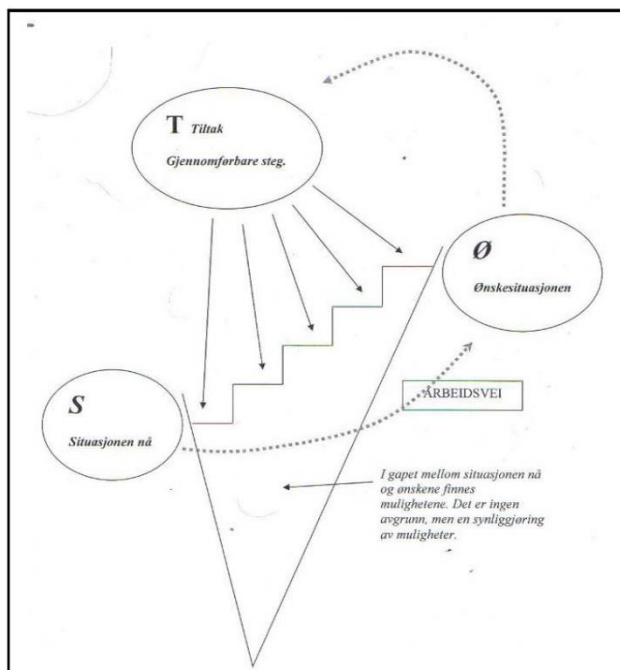 T Tiltak
Gjennomførbare steg.
Ø
Ønskesituasjonen
S
Situasjonen nå
ARBEIDSVEI
I gapet mellom situasjonen nå
og ønskene finnes
mulighetene. Det er ingen
avgrunn, men en synliggjøring
av muligheter.